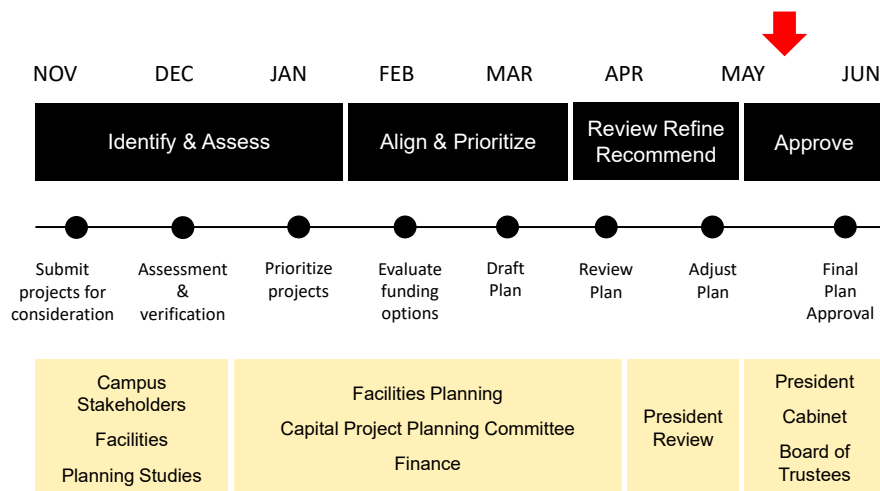 NOV DEC JAN FEB MAR APR MAY JUN
Identify & Assess
Align & Prioritize
Review Refine
Recommend
Approve
Submit
projects for
consideration
Assessment
&
verification
Prioritize
projects
Evaluate
funding
options
Draft
Plan
Review
Plan
Adjust
Plan
Final
Plan
Approval
Campus
Stakeholders
Facilities
Planning Studies
Facilities Planning
Capital Project Planning Committee
Finance
President
Review
President
Cabinet
Board of
Trustees